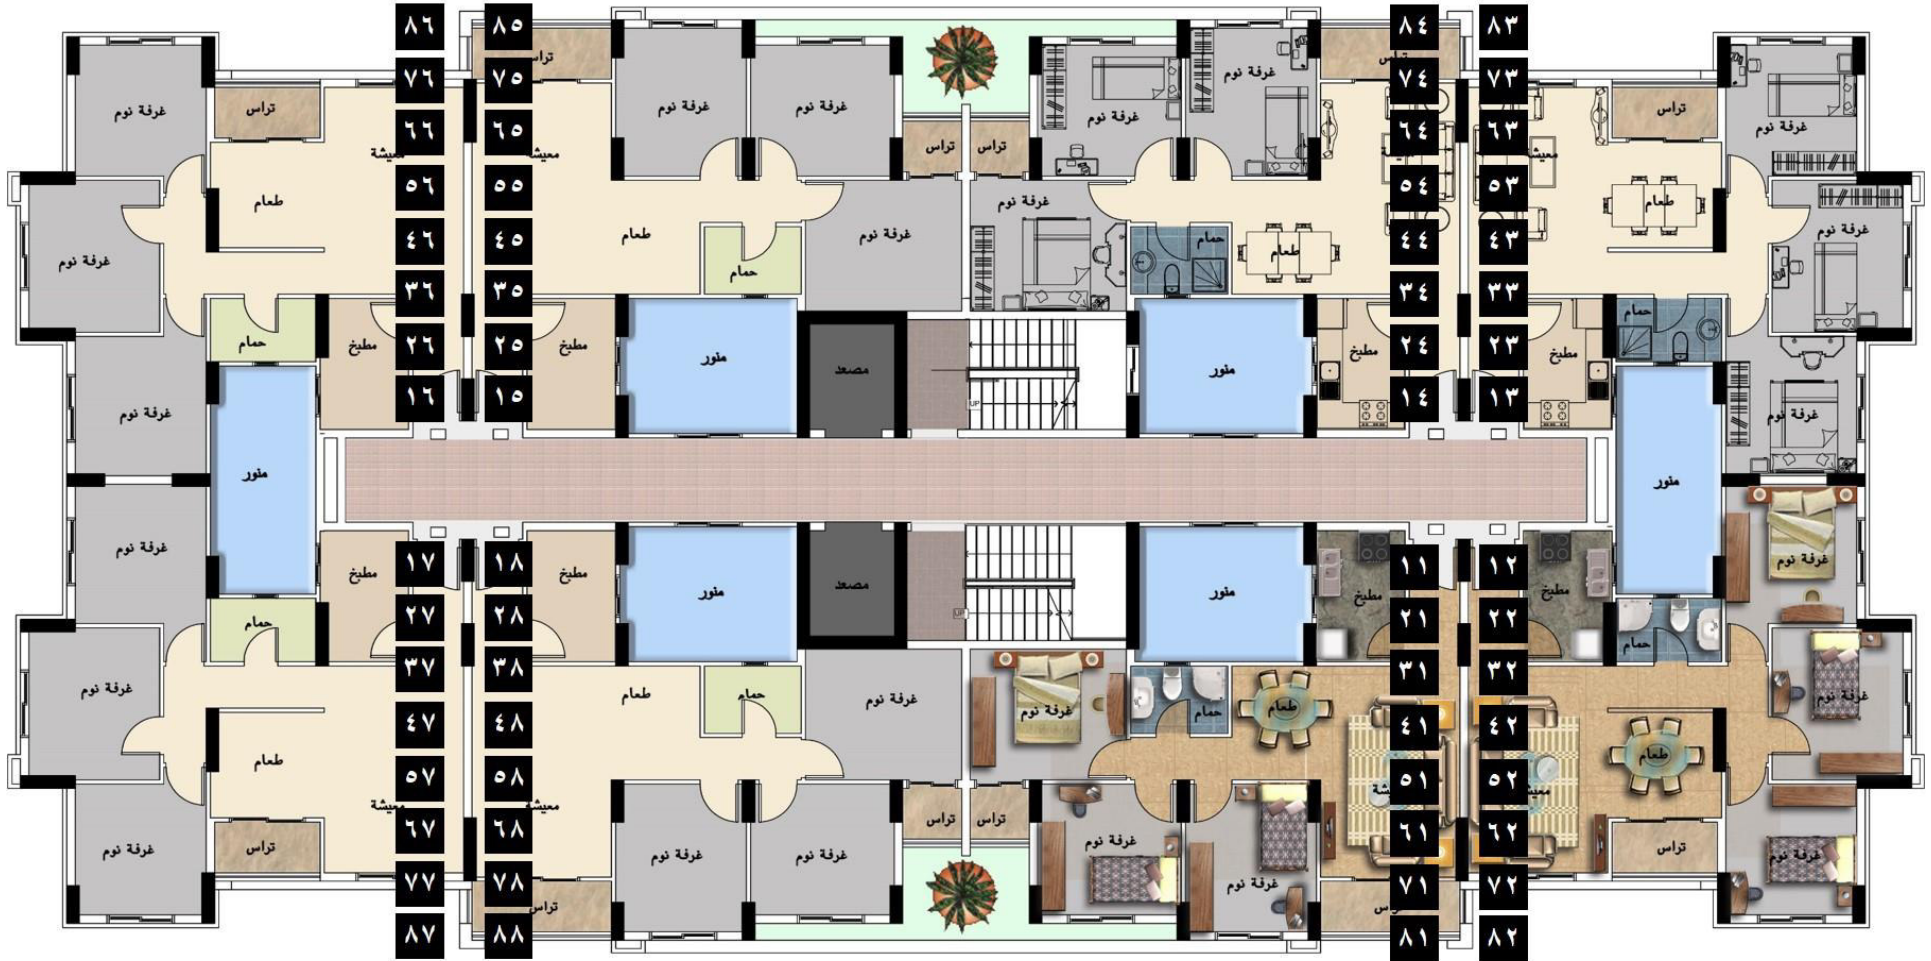 ٨٣
٨٤
٨٥
٨٦
تراس
تراس
٧٣
٧٤
٧٥
٧٦
غرفة نوم
غرفة نوم
غرفة نوم
غرفة نوم
تراس
تراس
غرفة نوم
غرفة نوم
٦٣
٦٤
٦٥
٦٦
معيشة
تراس
تراس
معيشة
معيشة
٥٣
٥٤
٥٥
٥٦
طعام
غرفة نوم
طعام
غرفة نوم
حمام
غرفة نوم
طعام
٤٣
٤٤
٤٥
٤٦
طعام
غرفة نوم
حمام
٣٣
٣٤
٣٥
٣٦
حمام
حمام
٢٣
٢٤
٢٥
٢٦
مطبخ
مطبخ
مطبخ
مطبخ
منور
مصعد
منور
١٣
١٤
١٥
١٦
UP
غرفة نوم
غرفة نوم
منور
منور
غرفة نوم
غرفة نوم
١٢
١١
١٨
١٧
مطبخ
مطبخ
مطبخ
منور
مصعد
منور
UP
٢٢
٢١
٢٨
٢٧
حمام
حمام
٣٢
٣١
٣٨
٣٧
غرفة نوم
طعام
حمام
غرفة نوم
غرفة نوم
حمام
طعام
غرفة نوم
٤٢
٤١
٤٨
٤٧
طعام
طعام
٥٢
٥١
٥٨
٥٧
معيشة
معيشة
معيشة
معيشة
تراس
تراس
٦٢
٦١
٦٨
٦٧
غرفة نوم
تراس
غرفة نوم
غرفة نوم
غرفة نوم
تراس
غرفة نوم
غرفة نوم
٧٢
٧١
٧٨
٧٧
تراس
تراس
٨٢
٨١
٨٨
٨٧